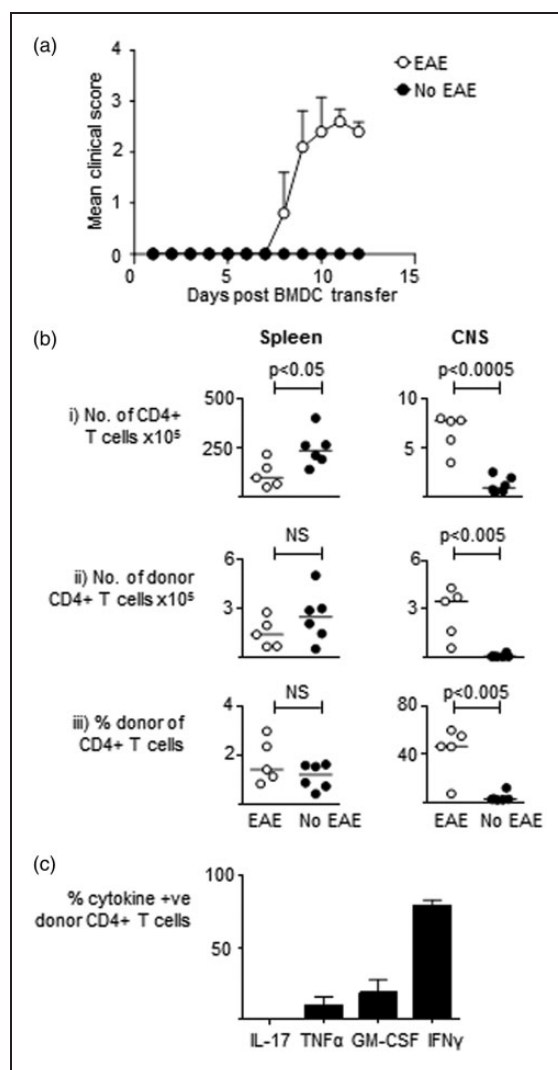 (a)
4
3
2
1
0
Mean clinical score
EAE
No EAE
0 5 10 15
Days post BMDC transfer
(b)
Spleen CNS
p<0.05 p<0.0005
i) No. of CD4+
T cells x10⁵
500
250
10
5
NS p<0.005
ii) No. of donor
CD4+ T cells x10⁵
6
3
6
3
NS p<0.005
iii) % donor of
CD4+ T cells
4
2
0
80
40
0
EAE No EAE EAE No EAE
(c)
% cytokine +ve
donor CD4+ T cells
100
50
IL-17 TNFα GM-CSF IFNγ